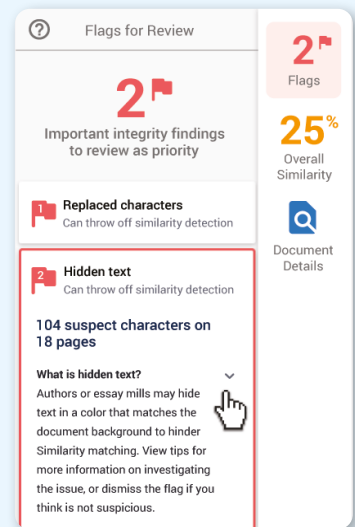 Flags for Review
2
Important integrity findings
to review as priority
1
Replaced characters
Can throw off similarity detection
2
Hidden text
Can throw off similarity detection
104 suspect characters on
18 pages
What is hidden text?
Authors or essay mills may hide
text in a color that matches the
document background to hinder
Similarity matching. View tips for
more information on investigating
the issue, or dismiss the flag if you
think is not suspicious.
2
Flags
25%
Overall
Similarity
Document
Details